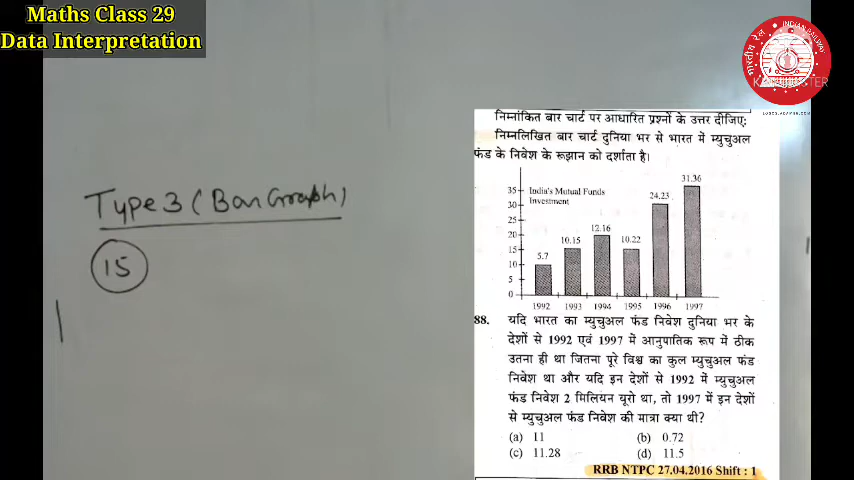 Maths Class 29
Data Interpretation
INDIAN RAILWAY
भारतीय रेल
निम्नांकित बार चार्ट पर आधारित प्रश्नों के उत्तर दीजिए:
निम्नलिखित बार चार्ट दुनिया भर से भारत में म्युचुअल
फंड के निवेश के रूझान को दर्शाता है।
31.36
35
India's Mutual Funds
24.23
30
Investment
25
12.16
20
10.15
10.22
15
5.7
10
5
0
1992 1993 1994 1995 1996 1997
Type 3 (Bar Graph)
15
88. यदि भारत का म्युचुअल फंड निवेश दुनिया भर के
देशों से 1992 एवं 1997 में आनुपातिक रूप में ठीक
उतना ही था जितना पूरे विश्व का कुल म्युचुअल फंड
निवेश था और यदि इन देशों से 1992 में म्युचुअल
फंड निवेश 2 मिलियन यूरो था, तो 1997 में इन देशों
से म्युचुअल फंड निवेश की मात्रा क्या थी?
(a) 11 (b) 0.72
(c) 11.28 (d) 11.5
RRB NTPC 27.04.2016 Shift : 1